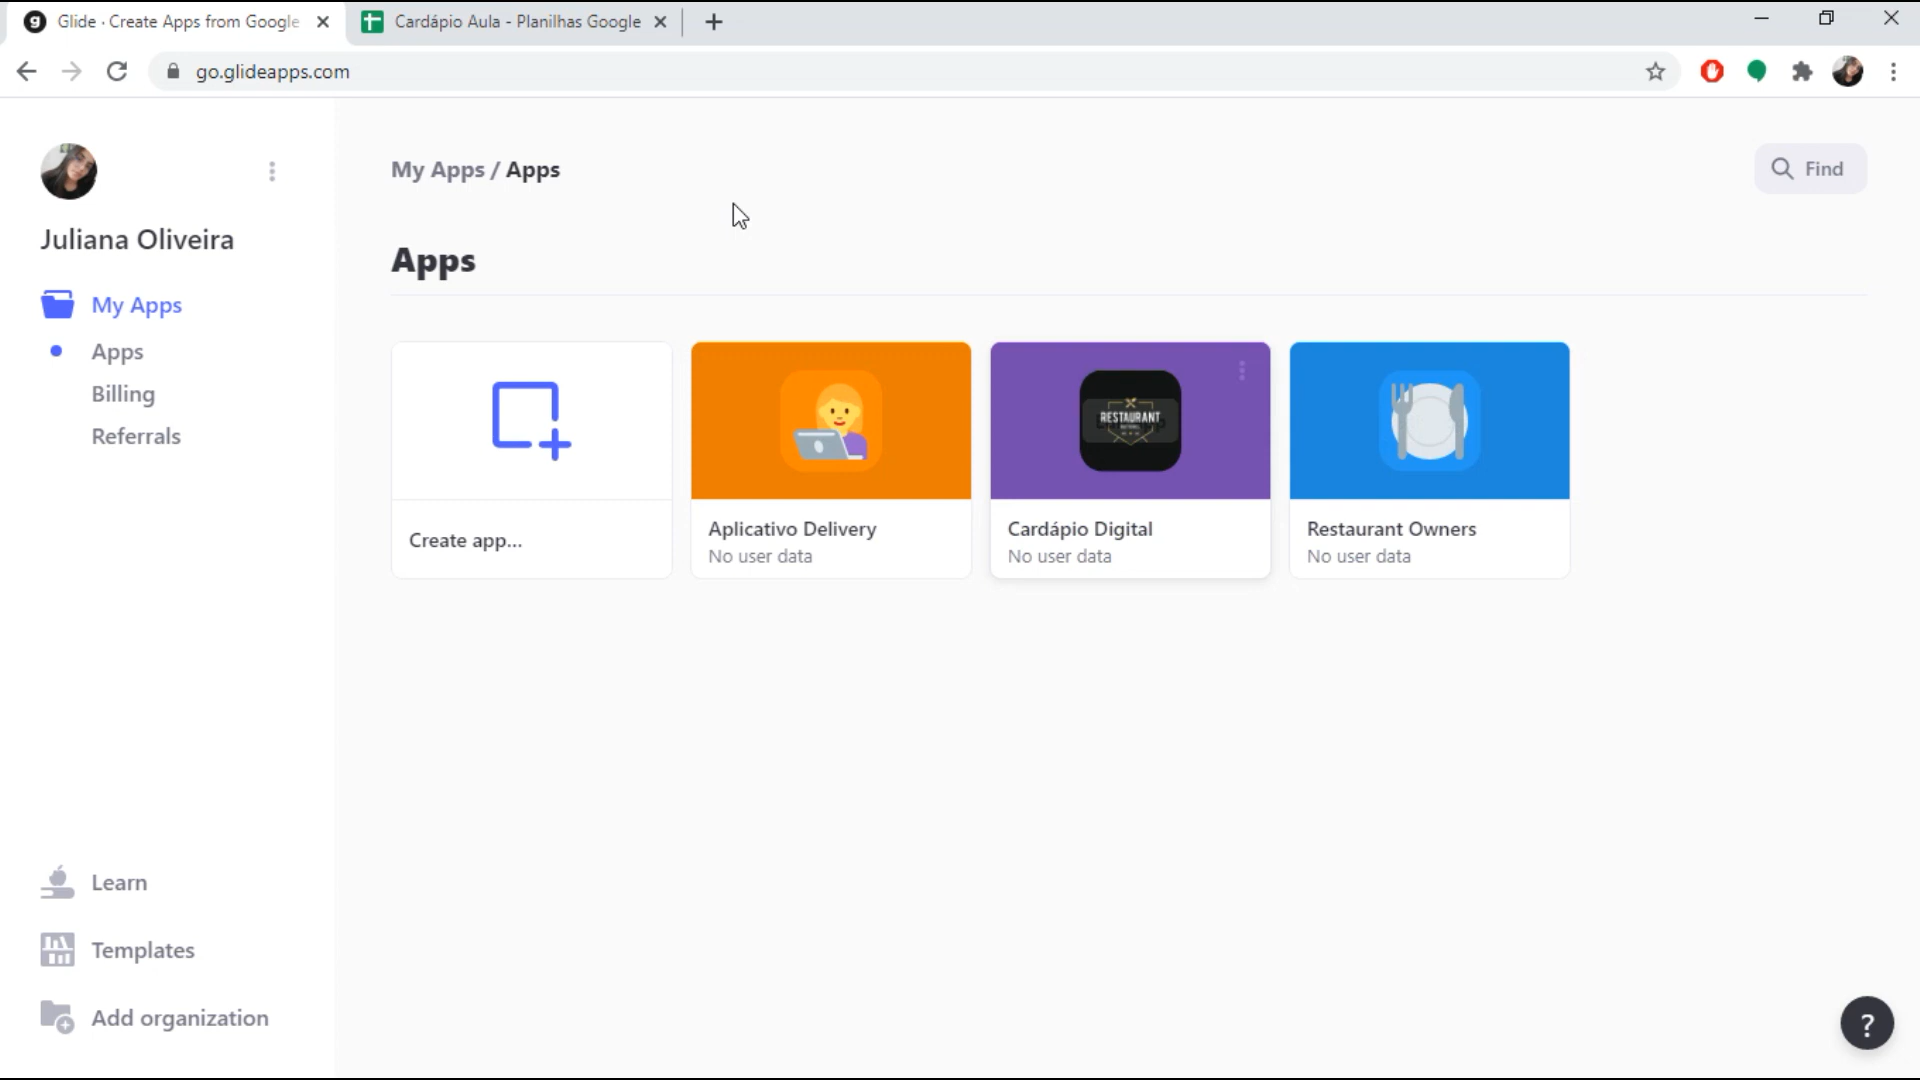 Glide · Create Apps from Google
Cardápio Aula - Planilhas Google
go.glideapps.com
Juliana Oliveira
My Apps
Apps
Billing
Referrals
Learn
Templates
Add organization
My Apps / Apps
Find
Apps
Create app...
Aplicativo Delivery
No user data
RESTAURANT
Cardápio Digital
No user data
Restaurant Owners
No user data
?